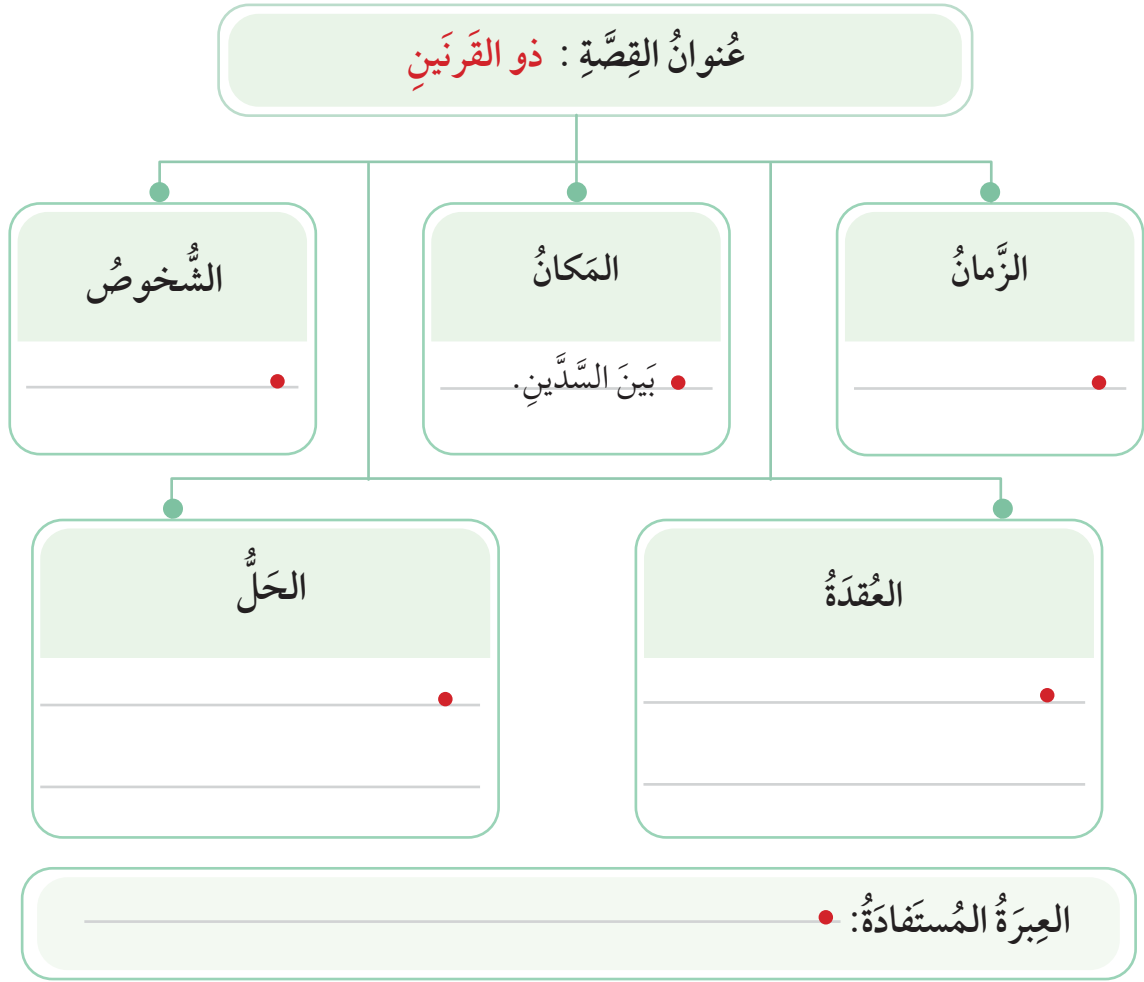 عُنوانُ القِصَّةِ : ذو القَرنَينِ
الزَّمانُ
المَكانُ
بَينَ السَّدَّينِ.
الشُّخوصُ
العُقدَةُ
الحَلُّ
العِبرَةُ المُستَفادَةُ: